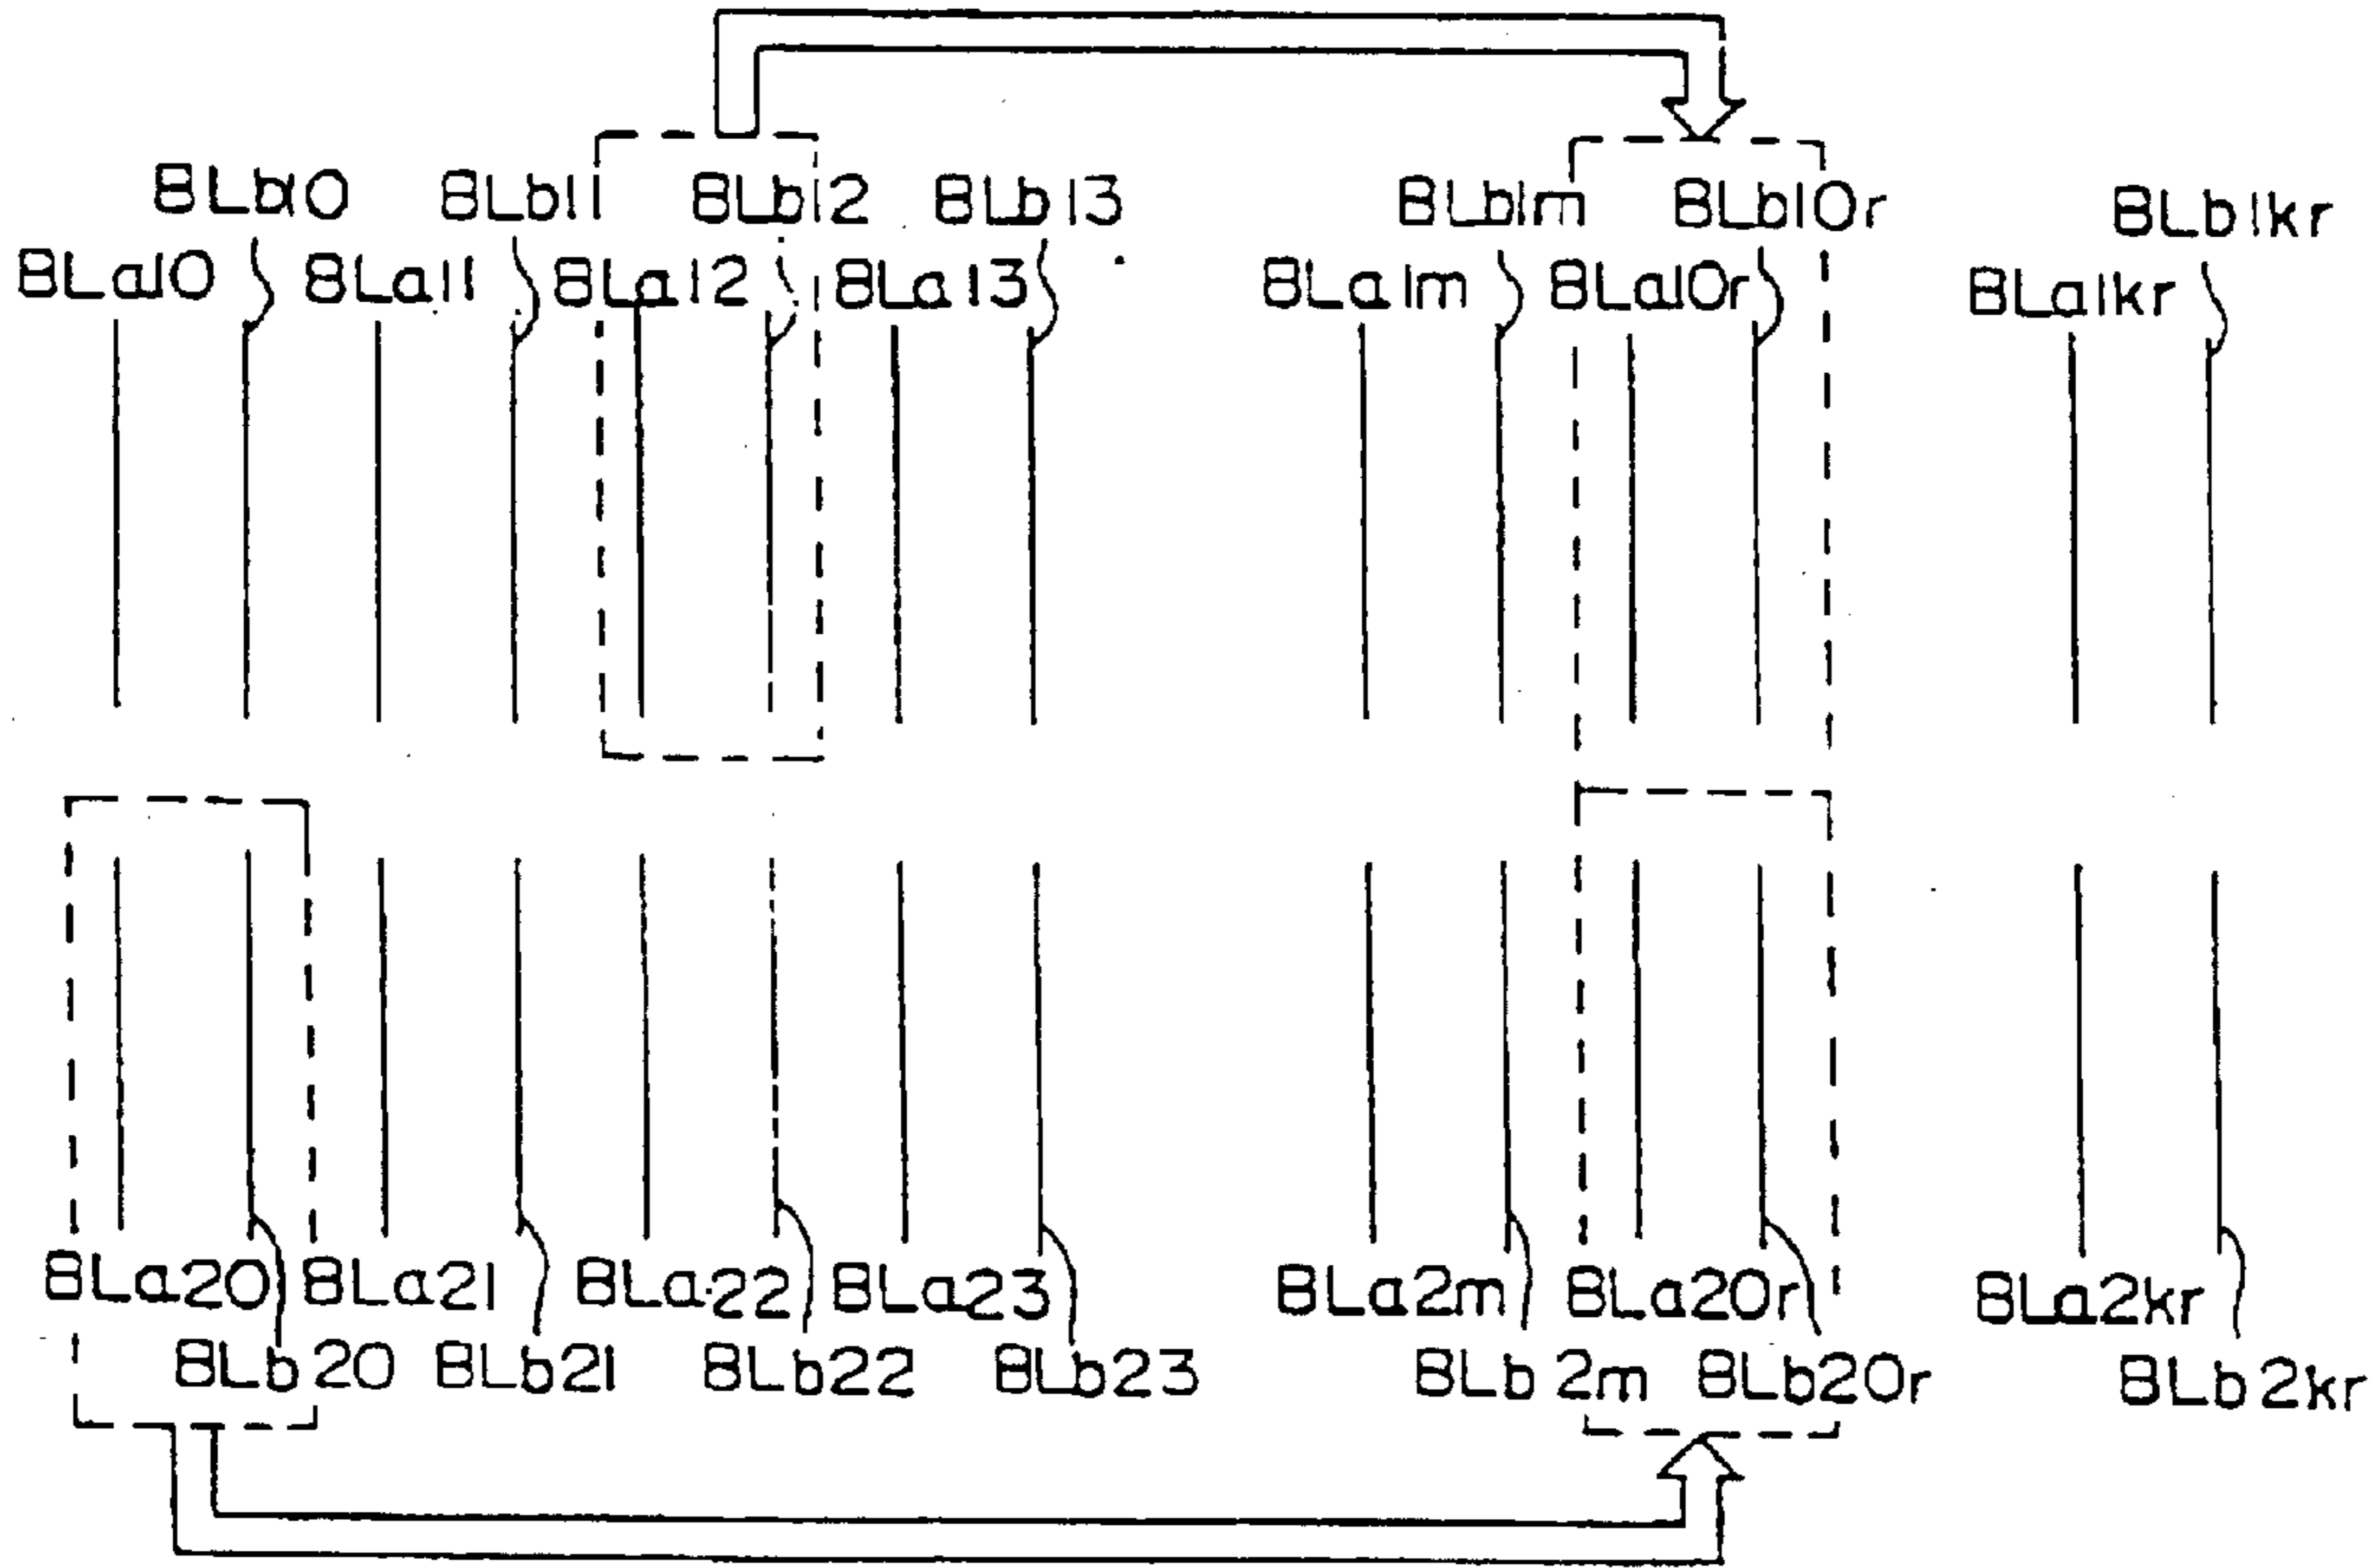 BLb10 BLb11 BLb12 BLb13 BLb1m BLb10r BLb1kr
BLa10 BLa11 BLa12 BLa13 BLa1m BLa10r BLa1kr
BLa20 BLa21 BLa22 BLa23 BLa2m BLa20r BLa2kr
BLb20 BLb21 BLb22 BLb23 BLb2m BLb20r BLb2kr